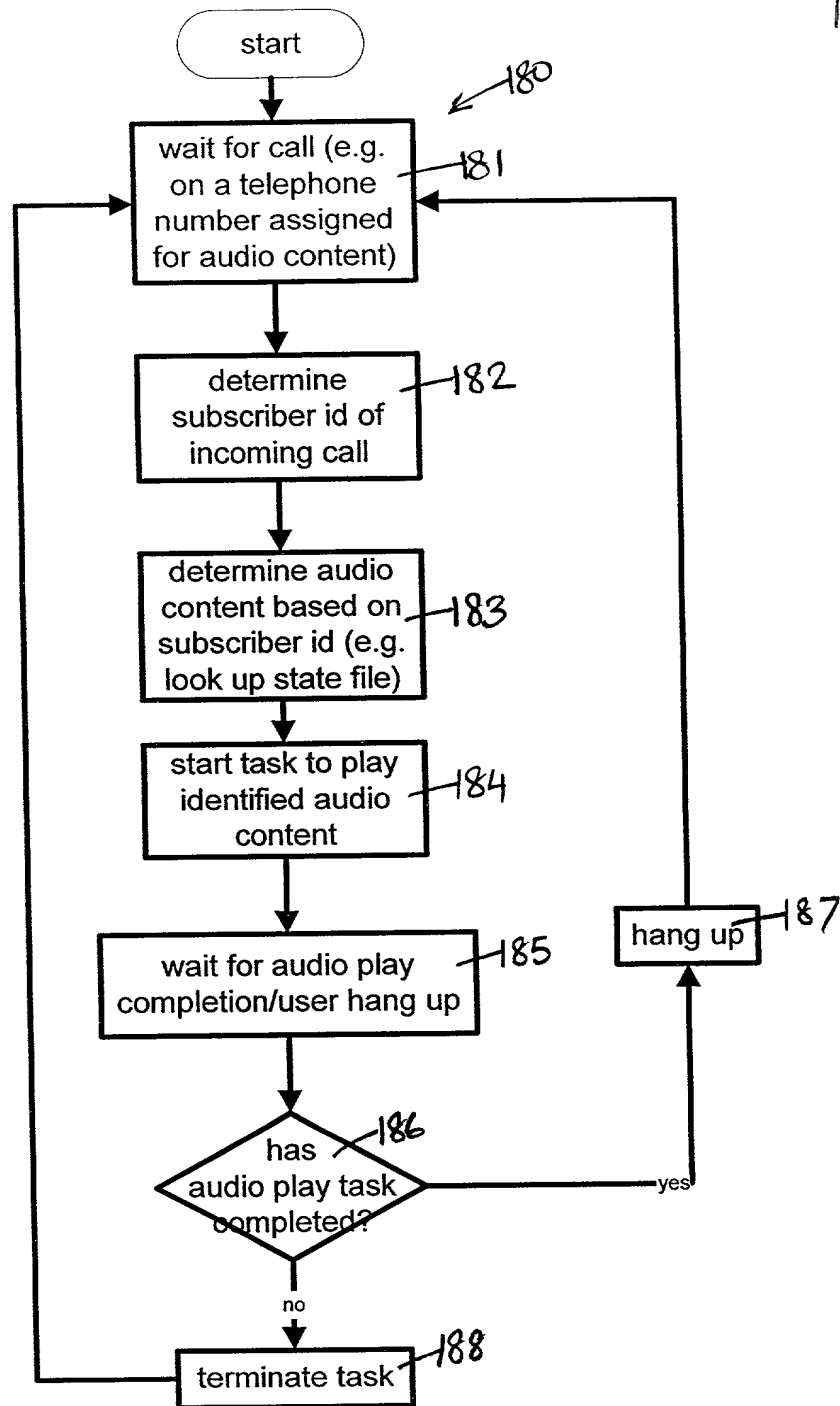 start
180
wait for call (e.g.
on a telephone
number assigned
for audio content)
181
determine
subscriber id of
incoming call
182
determine audio
content based on
subscriber id (e.g.
look up state file)
183
start task to play
identified audio
content
184
wait for audio play
completion/user hang up
185
hang up
187
has
audio play task
completed?
186
yes
no
terminate task
188